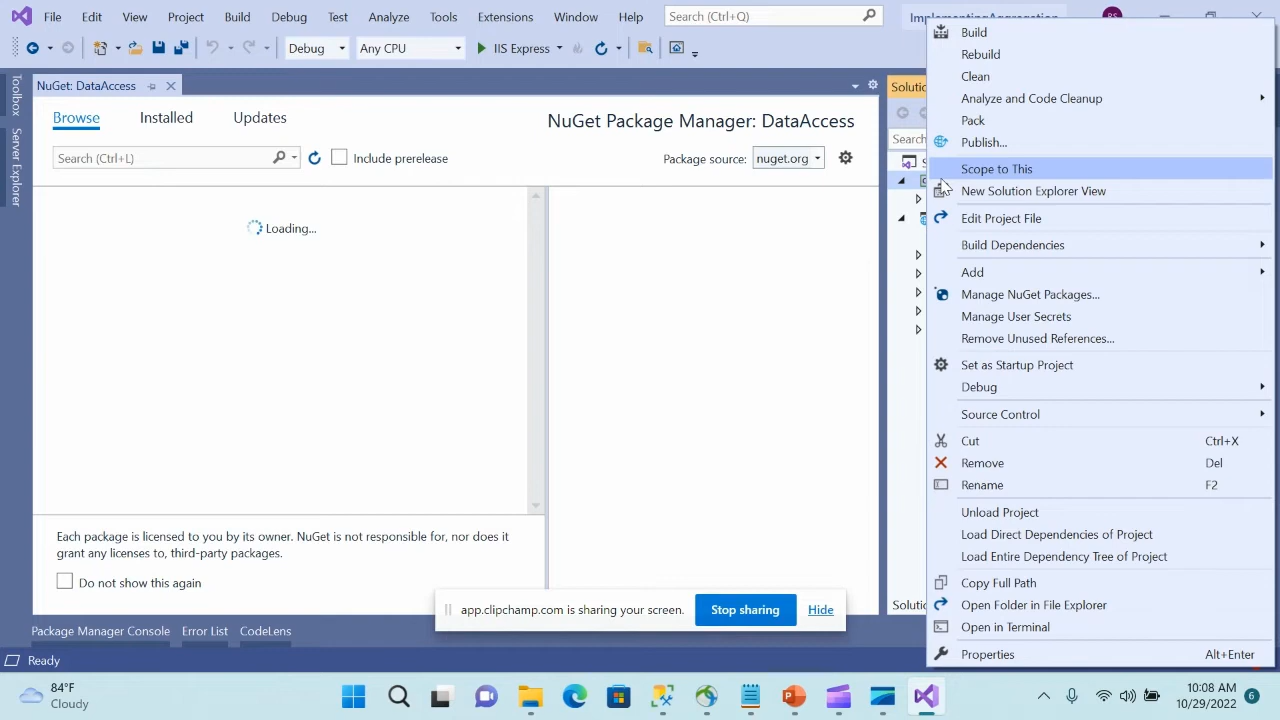 File Edit View Project Build Debug Test Analyze Tools Extensions Window Help Search (Ctrl+Q) ImplementingAggregation
Debug Any CPU IIS Express
NuGet: DataAccess
Toolbox
Server Explorer
Browse Installed Updates
NuGet Package Manager: DataAccess
Search (Ctrl+L) Include prerelease
Package source: nuget.org
Loading...
Each package is licensed to you by its owner. NuGet is not responsible for, nor does it
grant any licenses to, third-party packages.
Do not show this again
app.clipchamp.com is sharing your screen. Stop sharing Hide
Package Manager Console Error List CodeLens
Ready
Build
Rebuild
Clean
Analyze and Code Cleanup
Pack
Publish...
Scope to This
New Solution Explorer View
Edit Project File
Build Dependencies
Add
Manage NuGet Packages...
Manage User Secrets
Remove Unused References...
Set as Startup Project
Debug
Source Control
Cut Ctrl+X
Remove Del
Rename F2
Unload Project
Load Direct Dependencies of Project
Load Entire Dependency Tree of Project
Copy Full Path
Open Folder in File Explorer
Open in Terminal
Properties Alt+Enter
84°F
Cloudy
10:08 AM
10/29/2022
6